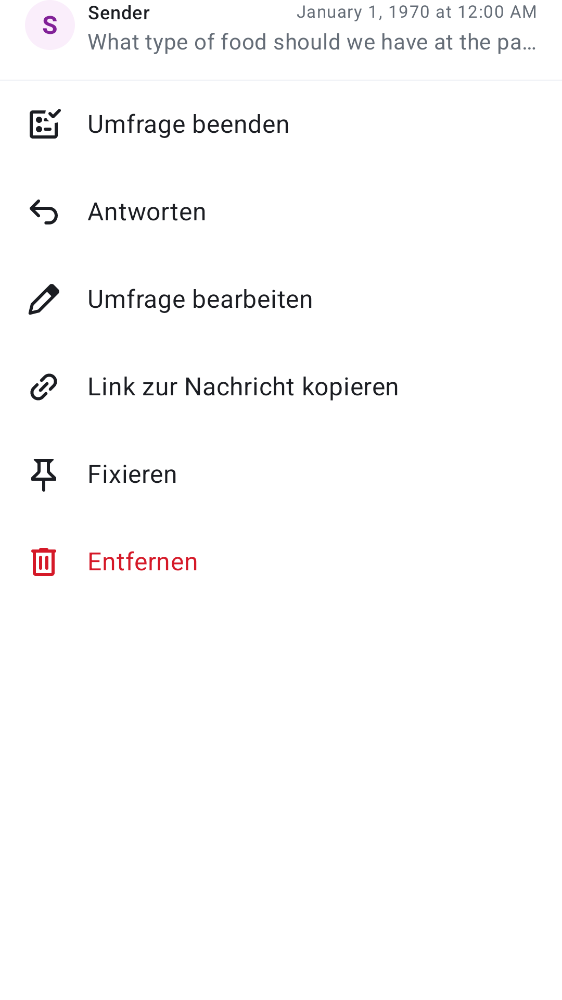 S
Sender January 1, 1970 at 12:00 AM
What type of food should we have at the pa…
Umfrage beenden
Antworten
Umfrage bearbeiten
Link zur Nachricht kopieren
Fixieren
Entfernen